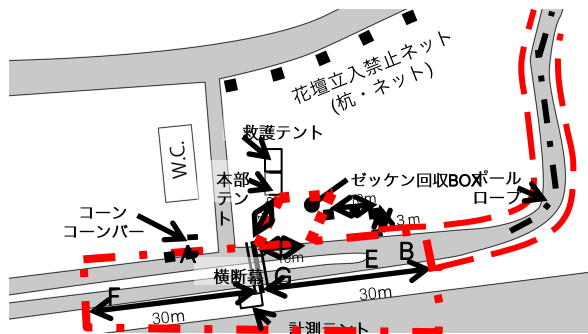 花壇立入禁止ネット
(杭・ネット)
救護テント
W.C.
本部
テン
ト
ゼッケン回収BOX
ポール
ロープ
コーン
コーンバー
3m
A
横断幕
G
E
B
F
30m
30m
計測テント